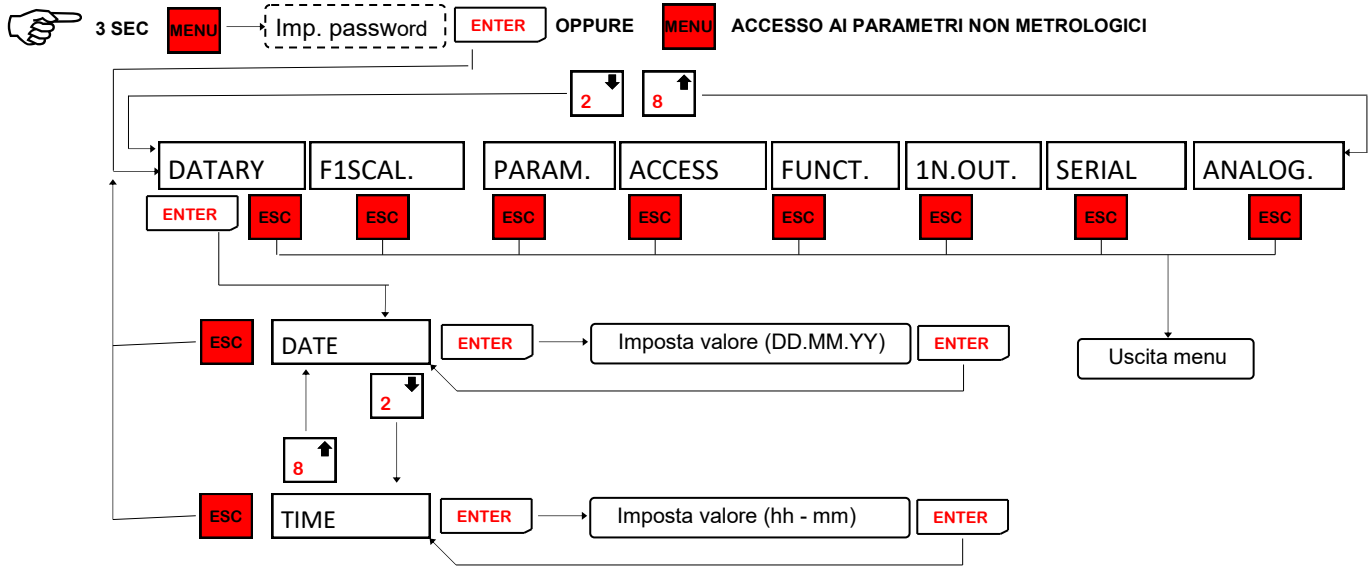 3 SEC MENU Imp. password ENTER OPPURE MENU ACCESSO AI PARAMETRI NON METROLOGICI
2 8
DATARY F1SCAL. PARAM. ACCESS FUNCT. 1N.OUT. SERIAL ANALOG.
ENTER ESC ESC ESC ESC ESC ESC ESC ESC
ESC DATE ENTER Imposta valore (DD.MM.YY) ENTER
Uscita menu
2
8
ESC TIME ENTER Imposta valore (hh - mm) ENTER